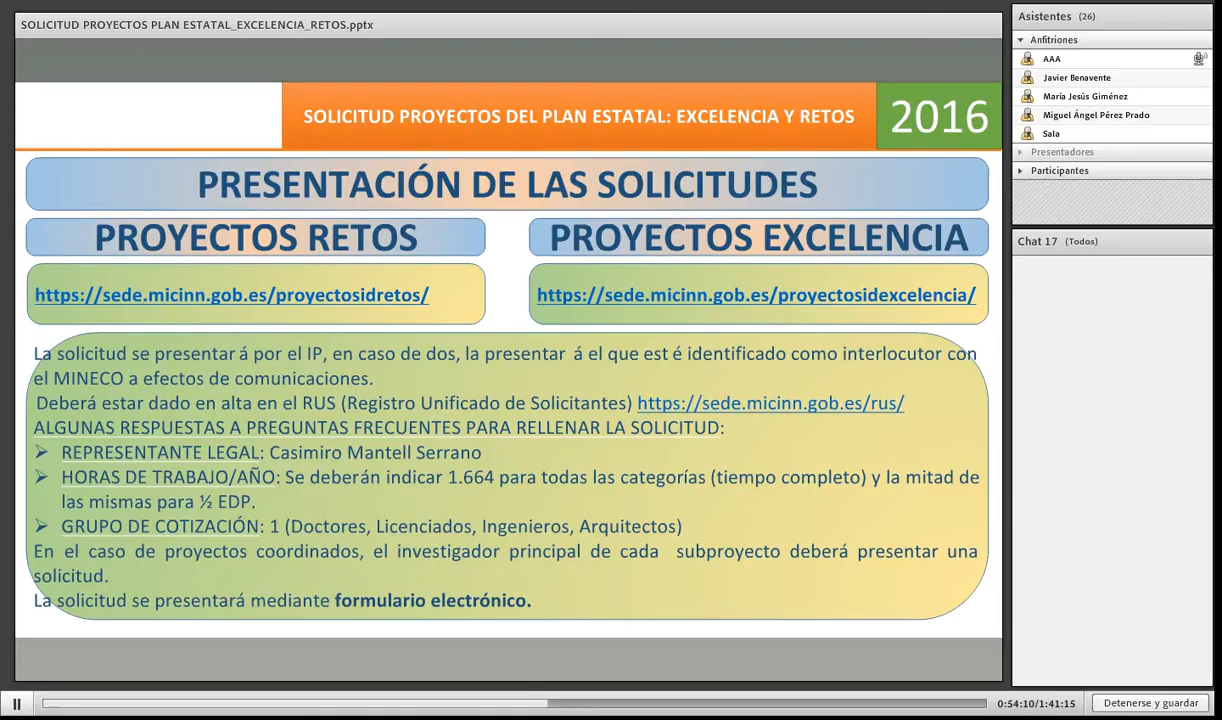 SOLICITUD PROYECTOS PLAN ESTATAL_EXCELENCIA_RETOS.pptx
SOLICITUD PROYECTOS DEL PLAN ESTATAL: EXCELENCIA Y RETOS
2016
PRESENTACIÓN DE LAS SOLICITUDES
PROYECTOS RETOS
PROYECTOS EXCELENCIA
https://sede.micinn.gob.es/proyectosidretos/
https://sede.micinn.gob.es/proyectosidexcelencia/
La solicitud se presentar á por el IP, en caso de dos, la presentar á el que est é identificado como interlocutor con
el MINECO a efectos de comunicaciones.
Deberá estar dado en alta en el RUS (Registro Unificado de Solicitantes) https://sede.micinn.gob.es/rus/
ALGUNAS RESPUESTAS A PREGUNTAS FRECUENTES PARA RELLENAR LA SOLICITUD:
➢ REPRESENTANTE LEGAL: Casimiro Mantell Serrano
➢ HORAS DE TRABAJO/AÑO: Se deberán indicar 1.664 para todas las categorías (tiempo completo) y la mitad de
las mismas para ½ EDP.
➢ GRUPO DE COTIZACIÓN: 1 (Doctores, Licenciados, Ingenieros, Arquitectos)
En el caso de proyectos coordinados, el investigador principal de cada subproyecto deberá presentar una
solicitud.
La solicitud se presentará mediante formulario electrónico.
Asistentes (26)
Anfitriones
AAA
Javier Benavente
María Jesús Giménez
Miguel Ángel Pérez Prado
Sala
Presentadores
Participantes
Chat 17 (Todos)
0:54:10/1:41:15
Detenerse y guardar